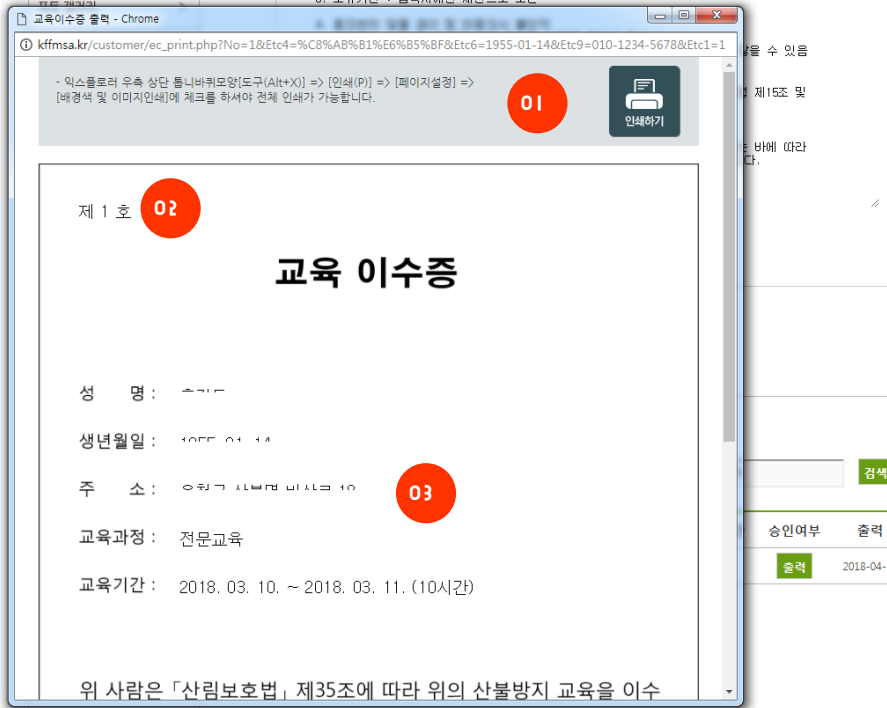 교육이수증 출력 - Chrome
kffmsa.kr/customer/ec_print.php?No=1&Etc4=%C8%AB%B1%E6%B5%BF&Etc6=1955-01-14&Etc9=010-1234-5678&Etc1=1
않을 수 있음
- 익스플로러 우측 상단 톱니바퀴모양[도구(Alt+X)] => [인쇄(P)] => [페이지설정] =>
[배경색 및 이미지인쇄]에 체크를 하셔야 전체 인쇄가 가능합니다.
01
인쇄하기
제15조 및
바에 따라
다.
제 1 호
02
교육 이수증
성 명 :
생년월일 :
주 소 :
03
교육과정 : 전문교육
교육기간 : 2018. 03. 10. ~ 2018. 03. 11. (10시간)
위 사람은「산림보호법」제35조에 따라 위의 산불방지 교육을 이수
검색
승인여부 출력
출력 2018-04-